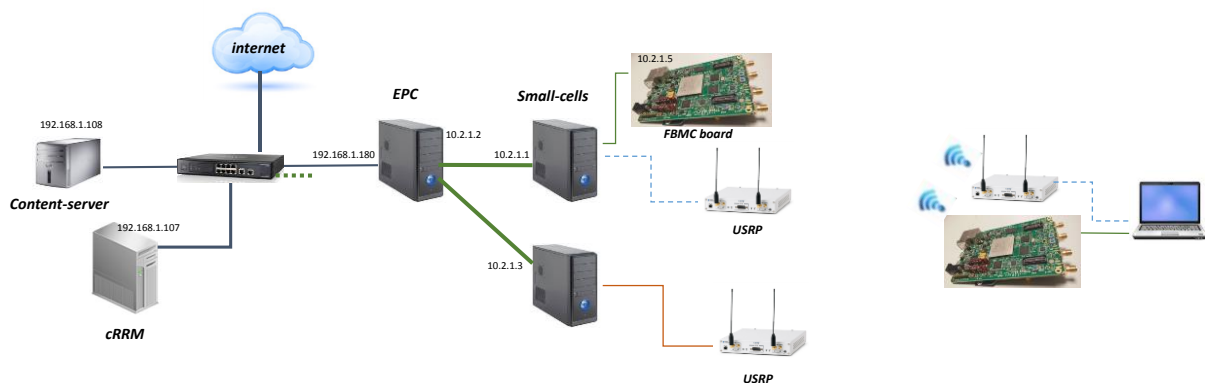 internet
192.168.1.108
Content-server
192.168.1.107
cRRM
192.168.1.180
EPC
10.2.1.2
Small-cells
10.2.1.1
10.2.1.3
10.2.1.5
FBMC board
USRP
USRP